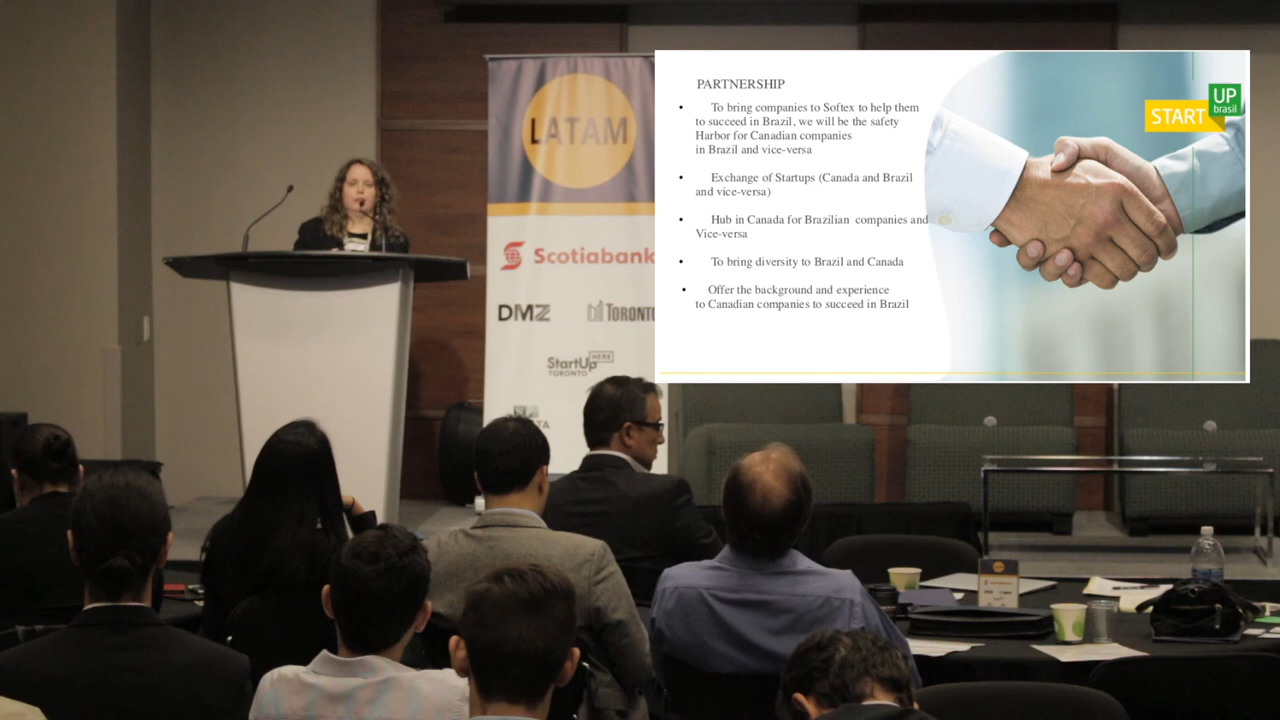 LATAM
Scotiabank
DMZ
TORONTO
StartUp HERE
TORONTO
PARTNERSHIP
• To bring companies to Softex to help them
to succeed in Brazil, we will be the safety
Harbor for Canadian companies
in Brazil and vice-versa
• Exchange of Startups (Canada and Brazil
and vice-versa)
• Hub in Canada for Brazilian companies and
Vice-versa
• To bring diversity to Brazil and Canada
• Offer the background and experience
to Canadian companies to succeed in Brazil
START UP
brasil